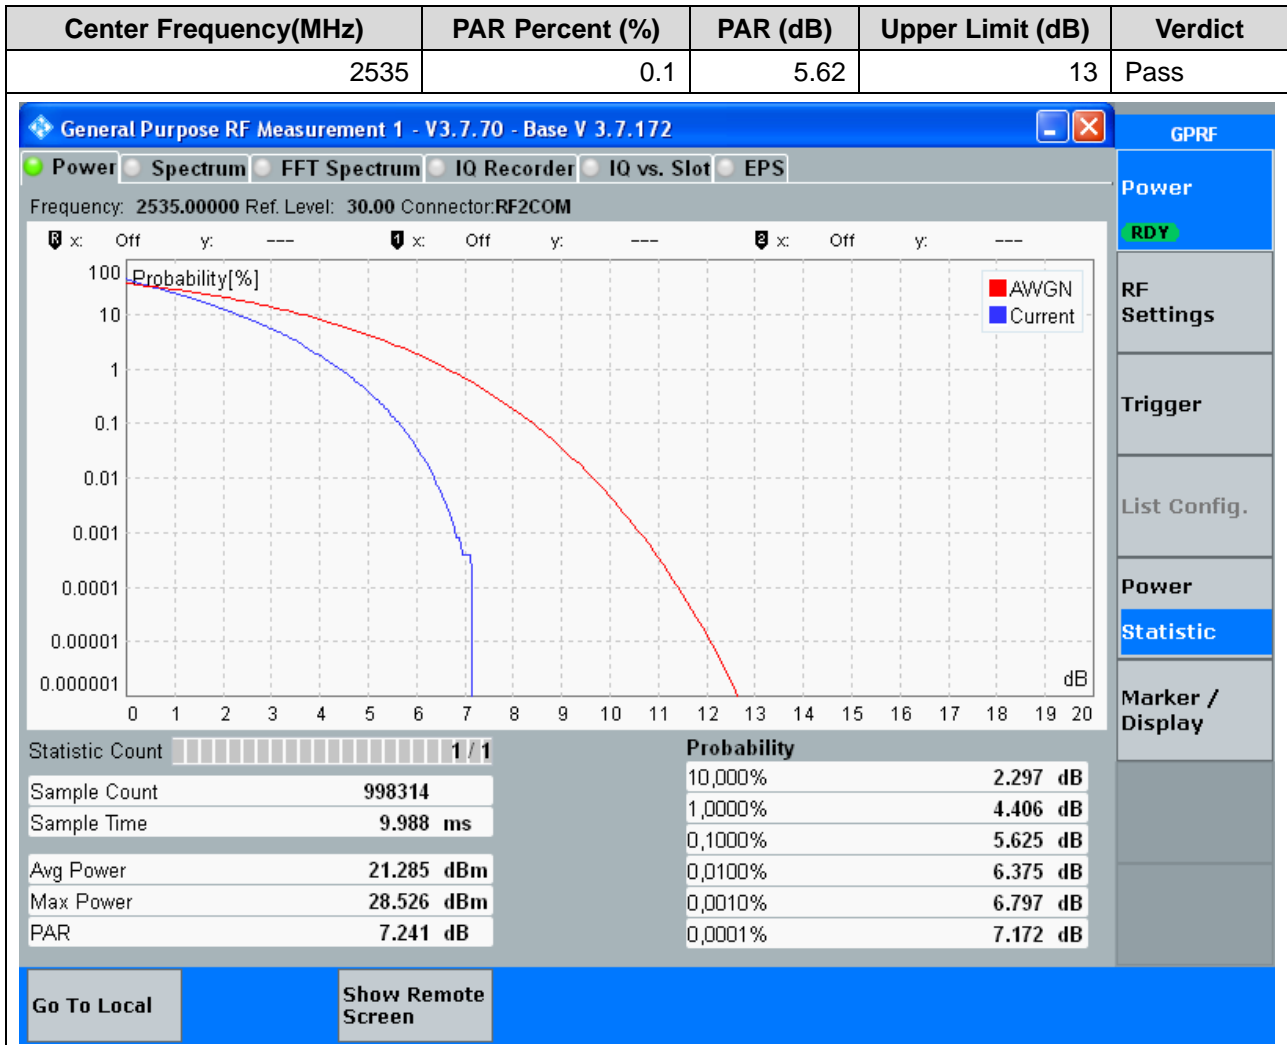 Center Frequency(MHz) PAR Percent (%) PAR (dB) Upper Limit (dB) Verdict
2535 0.1 5.62 13 Pass
General Purpose RF Measurement 1 - V3.7.70 - Base V 3.7.172
GPRF
Power Spectrum FFT Spectrum IQ Recorder IQ vs. Slot EPS
Power
RDY
Frequency: 2535.00000 Ref. Level: 30.00 Connector:RF2COM
R x: Off y: --- 1 x: Off y: --- 2 x: Off y: ---
Probability[%]
AWGN
Current
100
10
1
0.1
0.01
0.001
0.0001
0.00001
0.000001
dB
0 1 2 3 4 5 6 7 8 9 10 11 12 13 14 15 16 17 18 19 20
RF
Settings
Trigger
List Config.
Power
Statistic
Marker /
Display
Statistic Count 1 / 1
Sample Count 998314
Sample Time 9.988 ms
Avg Power 21.285 dBm
Max Power 28.526 dBm
PAR 7.241 dB
Probability
10,000% 2.297 dB
1,0000% 4.406 dB
0,1000% 5.625 dB
0,0100% 6.375 dB
0,0010% 6.797 dB
0,0001% 7.172 dB
Go To Local
Show Remote
Screen